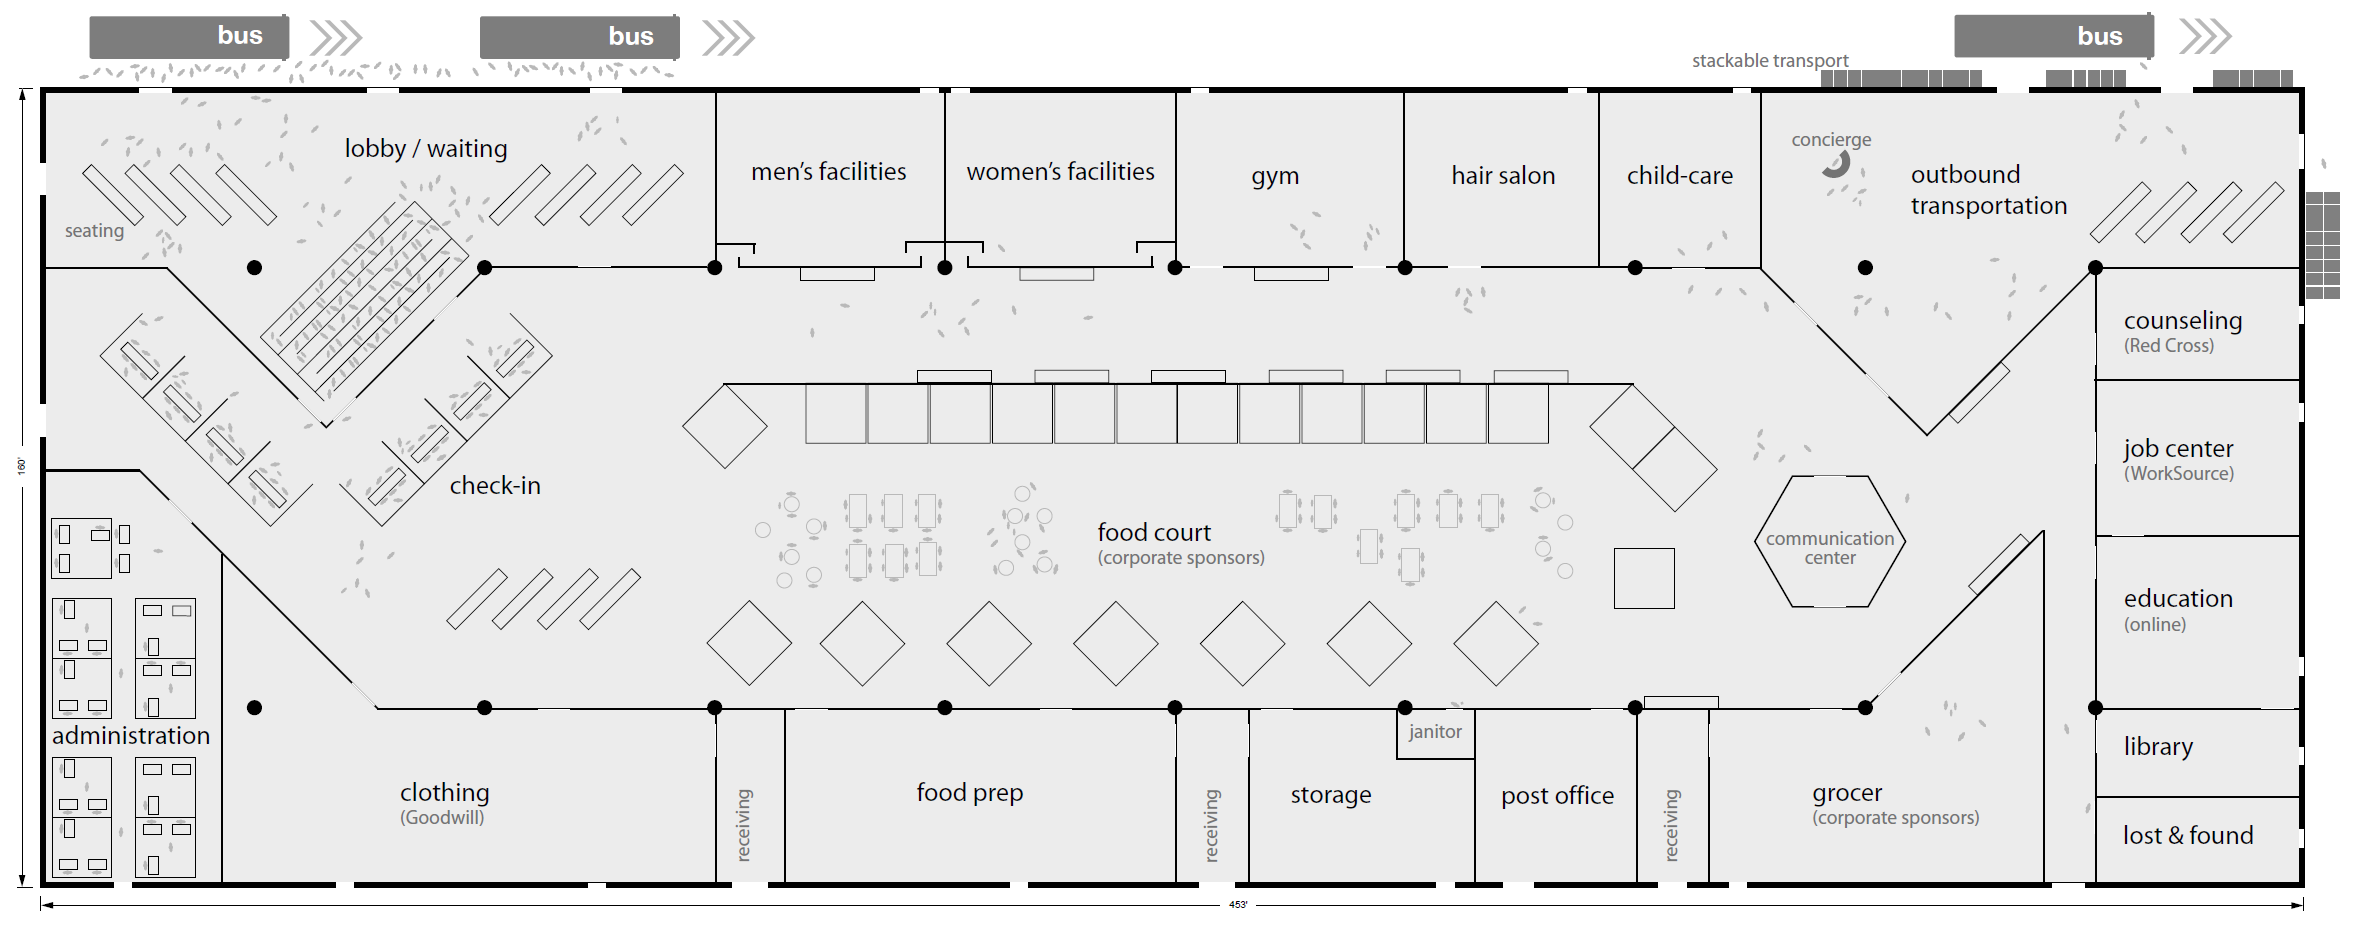 bus
bus
bus
stackable transport
lobby / waiting
seating
men's facilities
women's facilities
gym
hair salon
child-care
concierge
outbound
transportation
counseling
(Red Cross)
job center
(WorkSource)
160'
check-in
food court
(corporate sponsors)
communication
center
education
(online)
administration
clothing
(Goodwill)
receiving
food prep
receiving
storage
janitor
post office
receiving
grocer
(corporate sponsors)
library
lost & found
453'